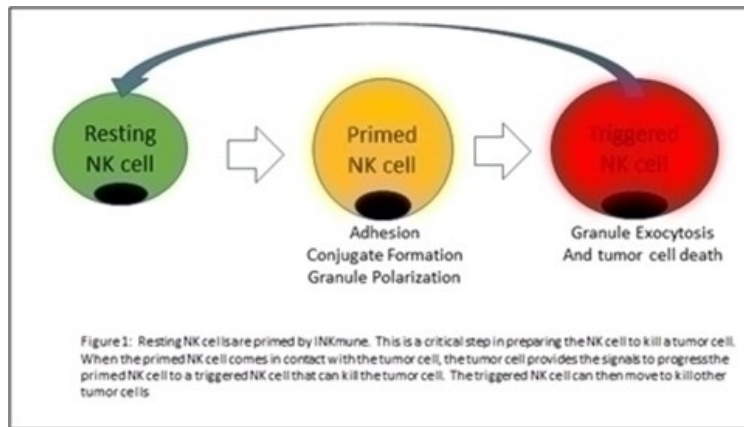 Resting
NK cell
Primed
NK cell
Triggered
NK cell
Adhesion
Conjugate Formation
Granule Polarization
Granule Exocytosis
And tumor cell death
Figure 1: Resting NK cells are primed by INKmune. This is a critical step in preparing the NK cell to kill a tumor cell.
When the primed NK cell comes in contact with the tumor cell, the tumor cell provides the signals to progress the
primed NK cell to a triggered NK cell that can kill the tumor cell. The triggered NK cell can then move to kill other
tumor cells